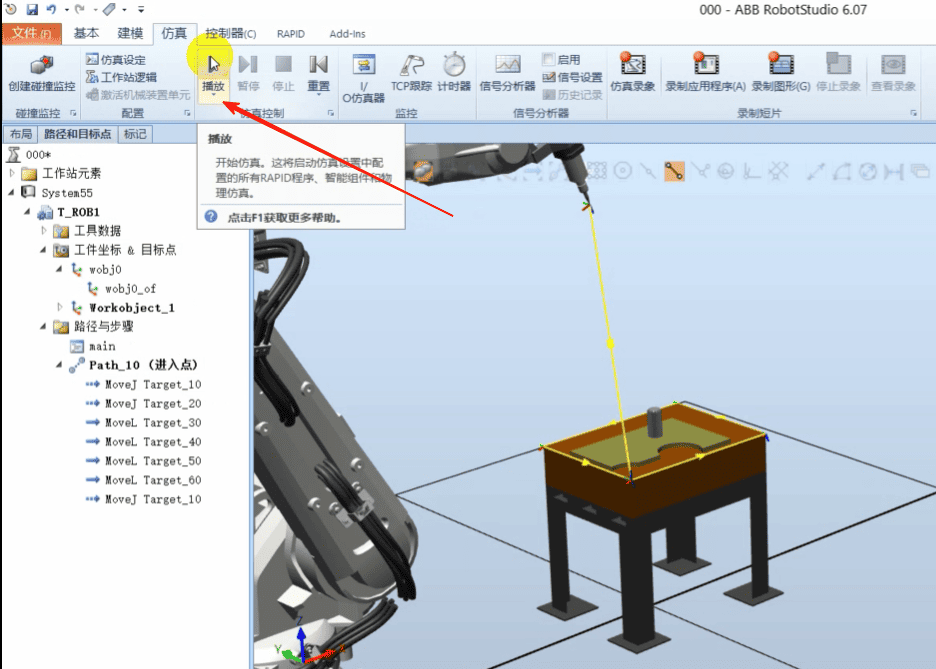 000 - ABB RobotStudio 6.07
文件(F) 基本 建模 仿真 控制器(C) RAPID Add-Ins
创建碰撞监控
碰撞监控
仿真设定
工作站逻辑
激活机械装置单元
配置
播放 暂停 停止 重置
仿真控制
I/
O仿真器
TCP跟踪 计时器
监控
信号分析器
启用
信号设置
历史记录
信号分析器
仿真录象 录制应用程序(A) 录制图形(G) 停止录象 查看录象
录制短片
布局 路径和目标点 标记
播放
开始仿真。这将启动仿真设置中配
置的所有RAPID程序、智能组件和物
理仿真。
点击F1获取更多帮助。
000*
工作站元素
System55
T_ROB1
工具数据
工件坐标 & 目标点
wobj0
wobj0_of
Workobject_1
路径与步骤
main
Path_10 (进入点)
MoveJ Target_10
MoveJ Target_20
MoveL Target_30
MoveL Target_40
MoveL Target_50
MoveL Target_60
MoveJ Target_10
Z
Y
X